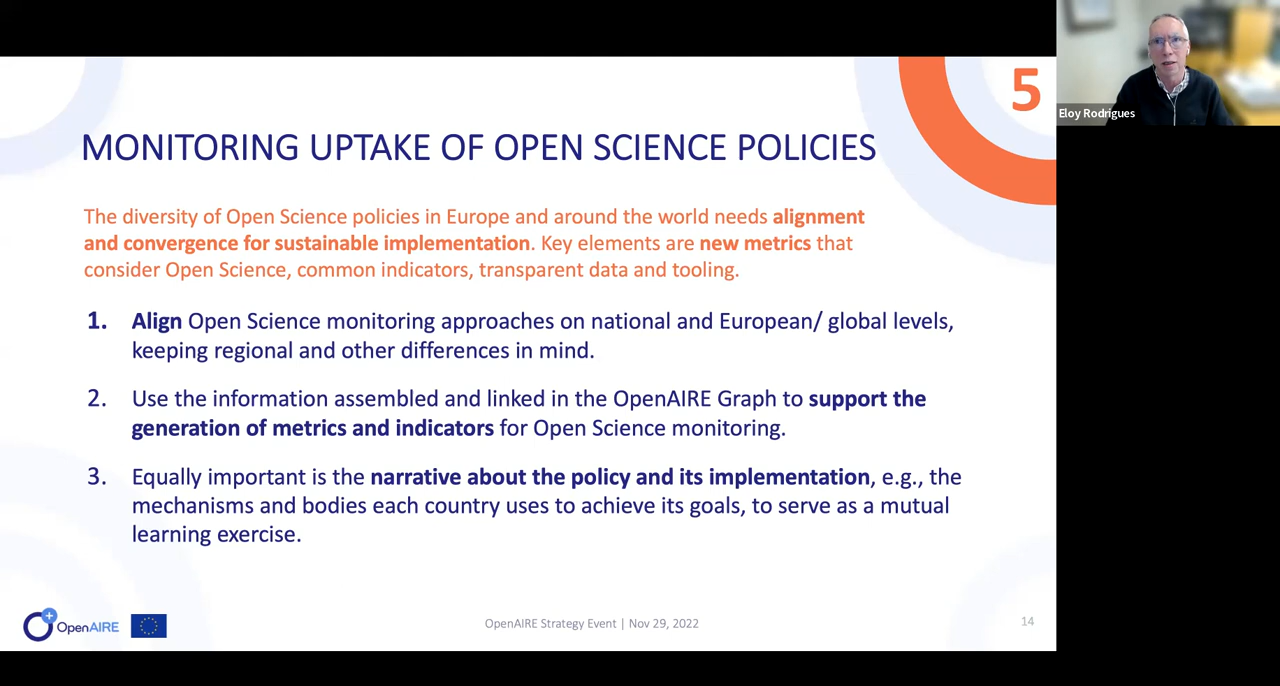 5
Eloy Rodrigues
MONITORING UPTAKE OF OPEN SCIENCE POLICIES
The diversity of Open Science policies in Europe and around the world needs alignment
and convergence for sustainable implementation. Key elements are new metrics that
consider Open Science, common indicators, transparent data and tooling.
1. Align Open Science monitoring approaches on national and European/ global levels,
keeping regional and other differences in mind.
2. Use the information assembled and linked in the OpenAIRE Graph to support the
generation of metrics and indicators for Open Science monitoring.
3. Equally important is the narrative about the policy and its implementation, e.g., the
mechanisms and bodies each country uses to achieve its goals, to serve as a mutual
learning exercise.
OpenAIRE
OpenAIRE Strategy Event | Nov 29, 2022
14